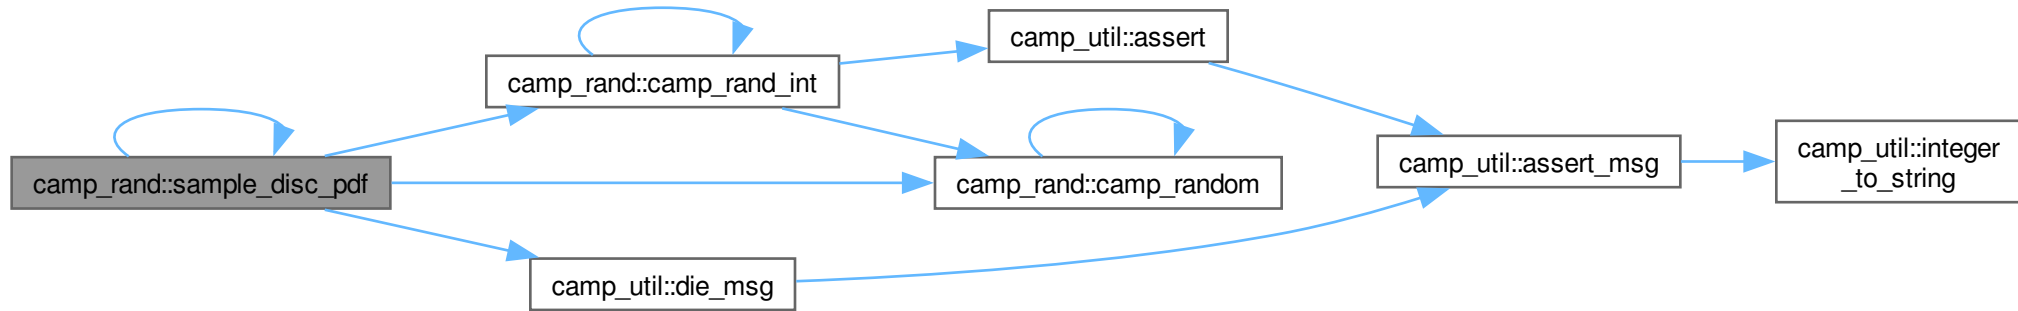 camp_rand::sample_disc_pdf
camp_rand::camp_rand_int
camp_util::assert
camp_rand::camp_random
camp_util::die_msg
camp_util::assert_msg
camp_util::integer
_to_string